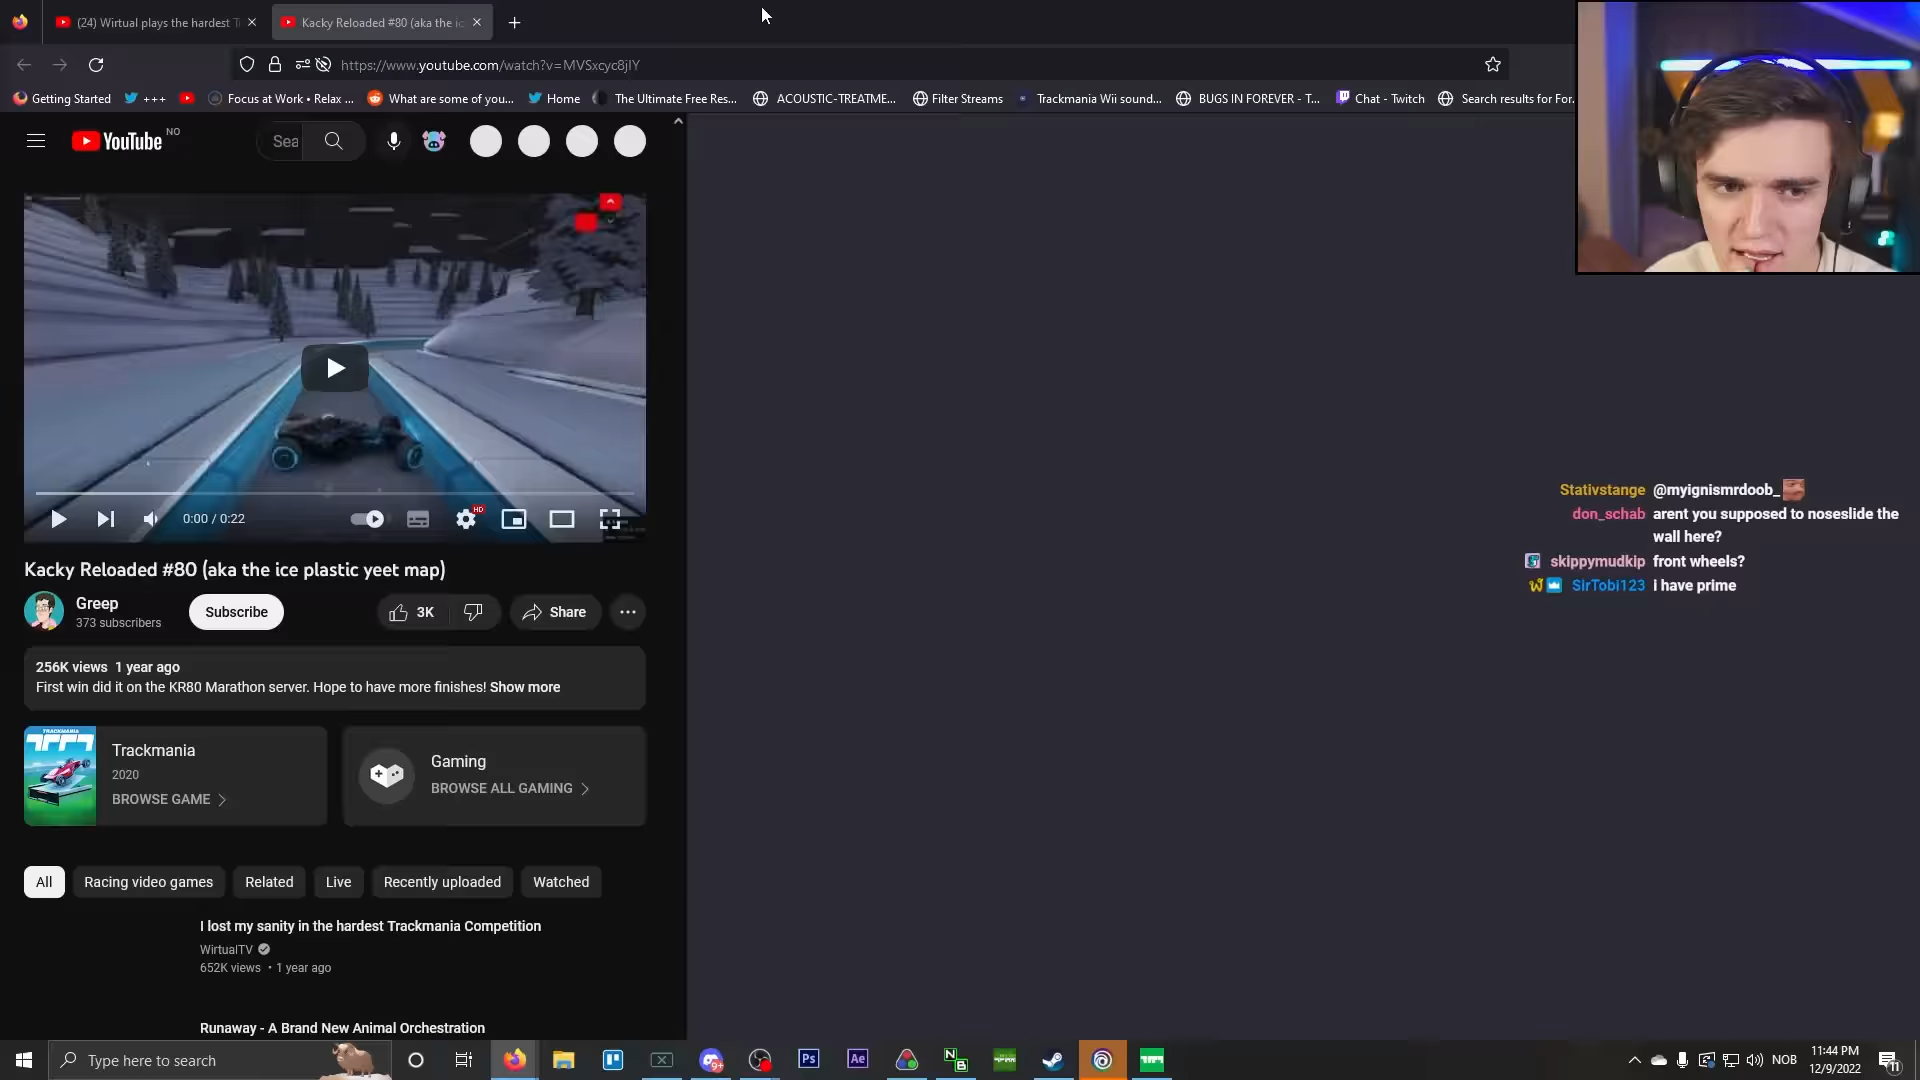 (24) Wirtual plays the hardest T
Kacky Reloaded #80 (aka the ic
https://www.youtube.com/watch?v=MVSxcyc8jIY
Getting Started
+++
Focus at Work • Relax ...
What are some of you...
Home
The Ultimate Free Res...
ACOUSTIC-TREATME...
Filter Streams
Trackmania Wii sound...
BUGS IN FOREVER - T...
Chat - Twitch
Search results for For.
YouTube NO
Sea
0:00 / 0:22
HD
Kacky Reloaded #80 (aka the ice plastic yeet map)
Greep
373 subscribers
Subscribe
3K
Share
256K views 1 year ago
First win did it on the KR80 Marathon server. Hope to have more finishes! Show more
Trackmania
2020
BROWSE GAME
Gaming
BROWSE ALL GAMING
All
Racing video games
Related
Live
Recently uploaded
Watched
I lost my sanity in the hardest Trackmania Competition
WirtualTV
652K views • 1 year ago
Runaway - A Brand New Animal Orchestration
Stativstange @myignismrdoob_
don_schab arent you supposed to noseslide the
wall here?
skippymudkip front wheels?
SirTobi123 i have prime
Type here to search
9+
Ps
Ae
N
B
NOB
11:44 PM
12/9/2022
11